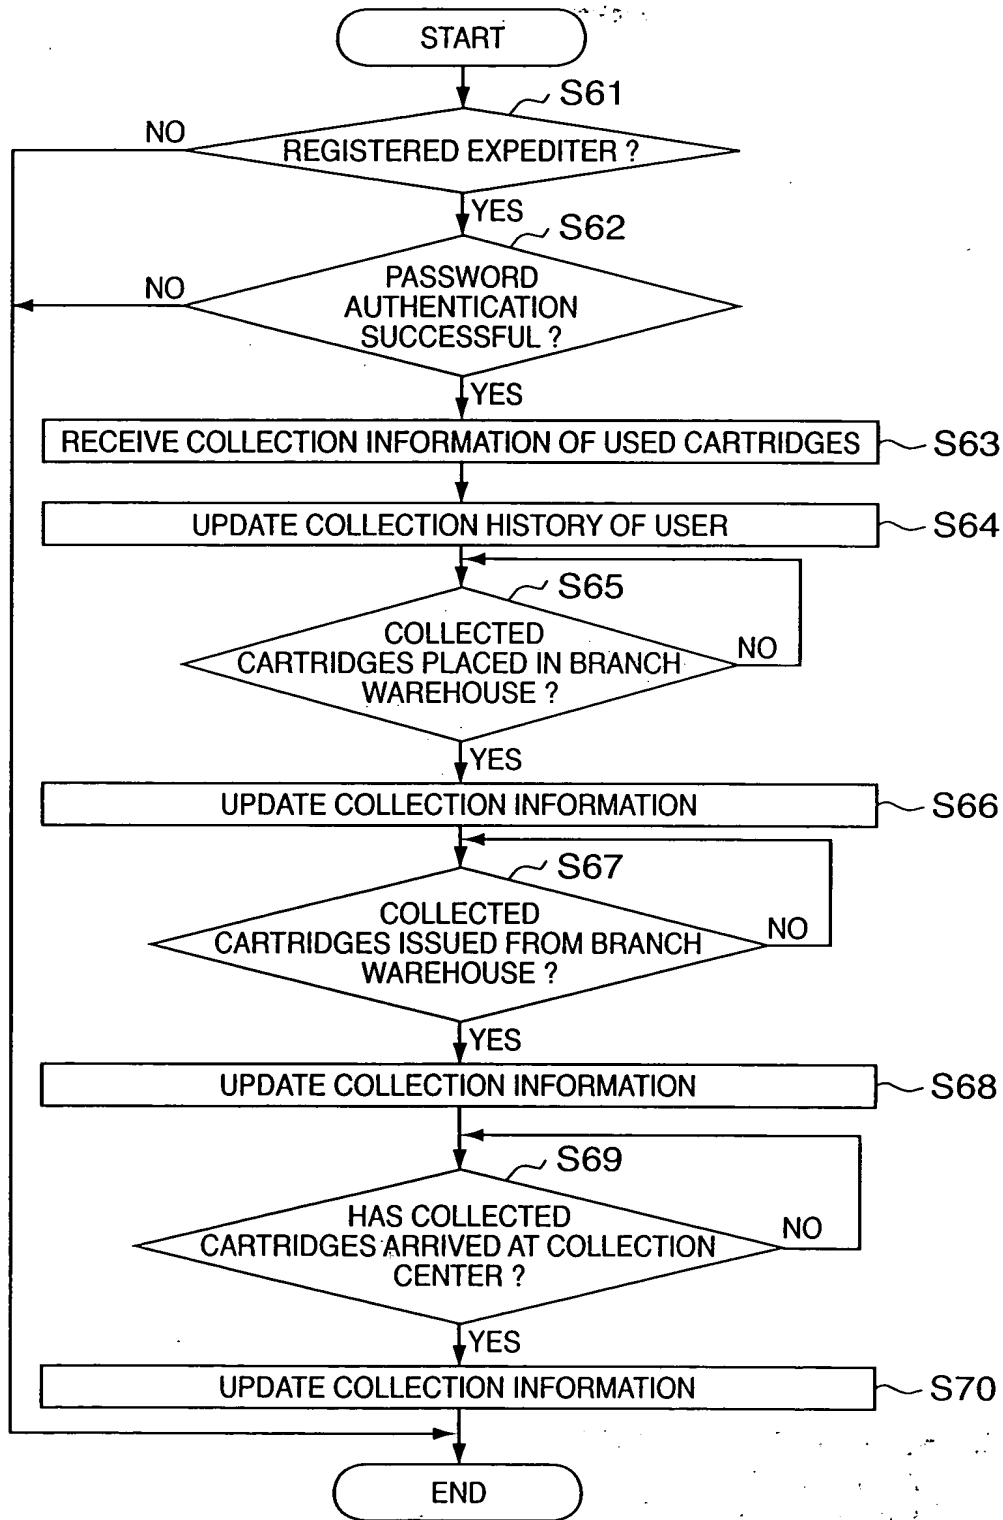 START
S61
NO
REGISTERED EXPEDITER ?
YES
S62
NO
PASSWORD
AUTHENTICATION
SUCCESSFUL ?
YES
RECEIVE COLLECTION INFORMATION OF USED CARTRIDGES
S63
UPDATE COLLECTION HISTORY OF USER
S64
S65
COLLECTED
CARTRIDGES PLACED IN BRANCH
WAREHOUSE ?
NO
YES
UPDATE COLLECTION INFORMATION
S66
S67
COLLECTED
CARTRIDGES ISSUED FROM BRANCH
WAREHOUSE ?
NO
YES
UPDATE COLLECTION INFORMATION
S68
S69
HAS COLLECTED
CARTRIDGES ARRIVED AT COLLECTION
CENTER ?
NO
YES
UPDATE COLLECTION INFORMATION
S70
END